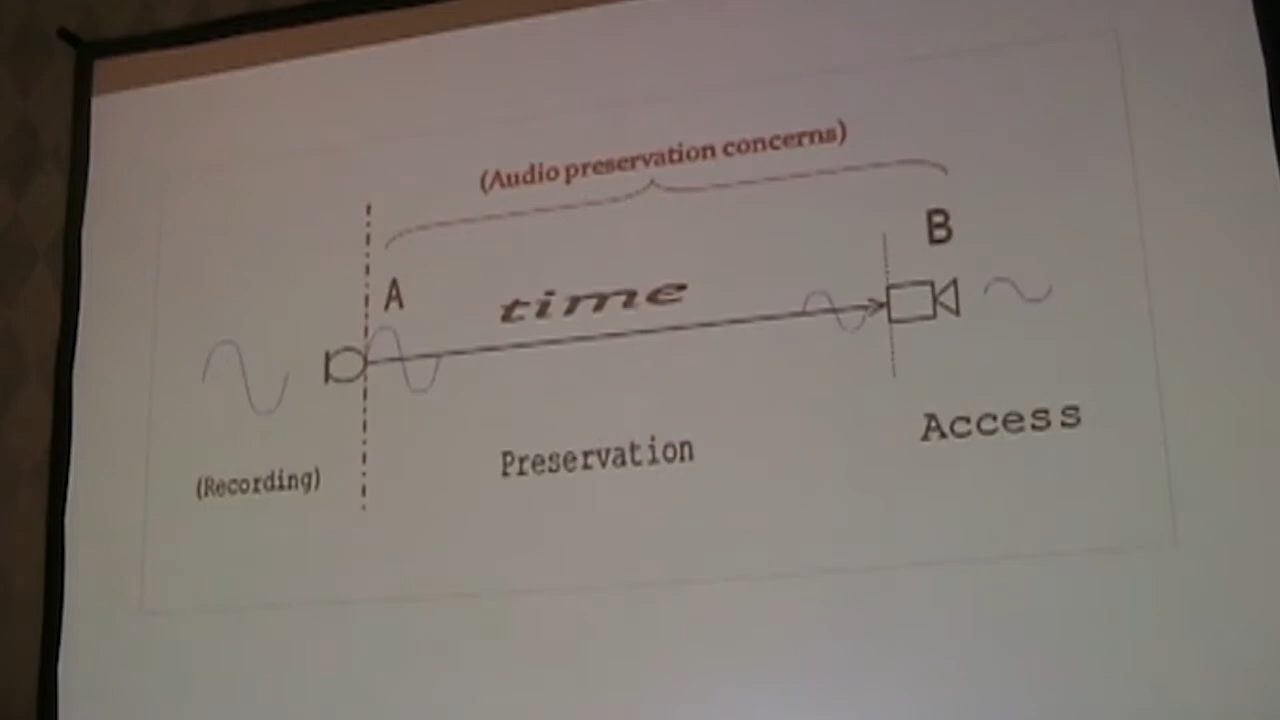 (Audio preservation concerns)
A
time
B
(Recording)
Preservation
Access